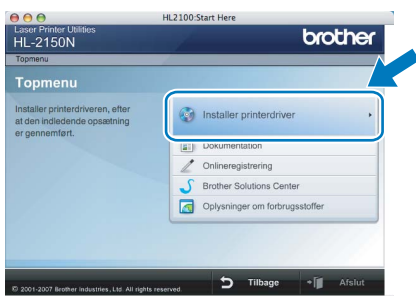 HL2100:Start Here
Laser Printer Utilities
HL-2150N
brother
Topmenu
Topmenu
Installer printerdriveren, efter
at den indledende opsætning
er gennemført.
Installer printerdriver
Dokumentation
Onlineregistrering
Brother Solutions Center
Oplysninger om forbrugsstoffer
© 2001-2007 Brother Industries, Ltd. All rights reserved.
Tilbage
Afslut